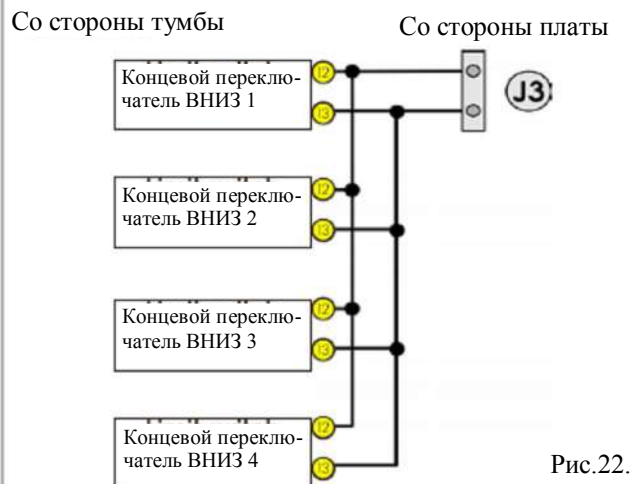 Со стороны тумбы
Со стороны платы
Концевой переклю-
чатель ВНИЗ 1
12
13
J3
Концевой переклю-
чатель ВНИЗ 2
12
13
Концевой переклю-
чатель ВНИЗ 3
12
13
Концевой переклю-
чатель ВНИЗ 4
12
13
Рис.22.